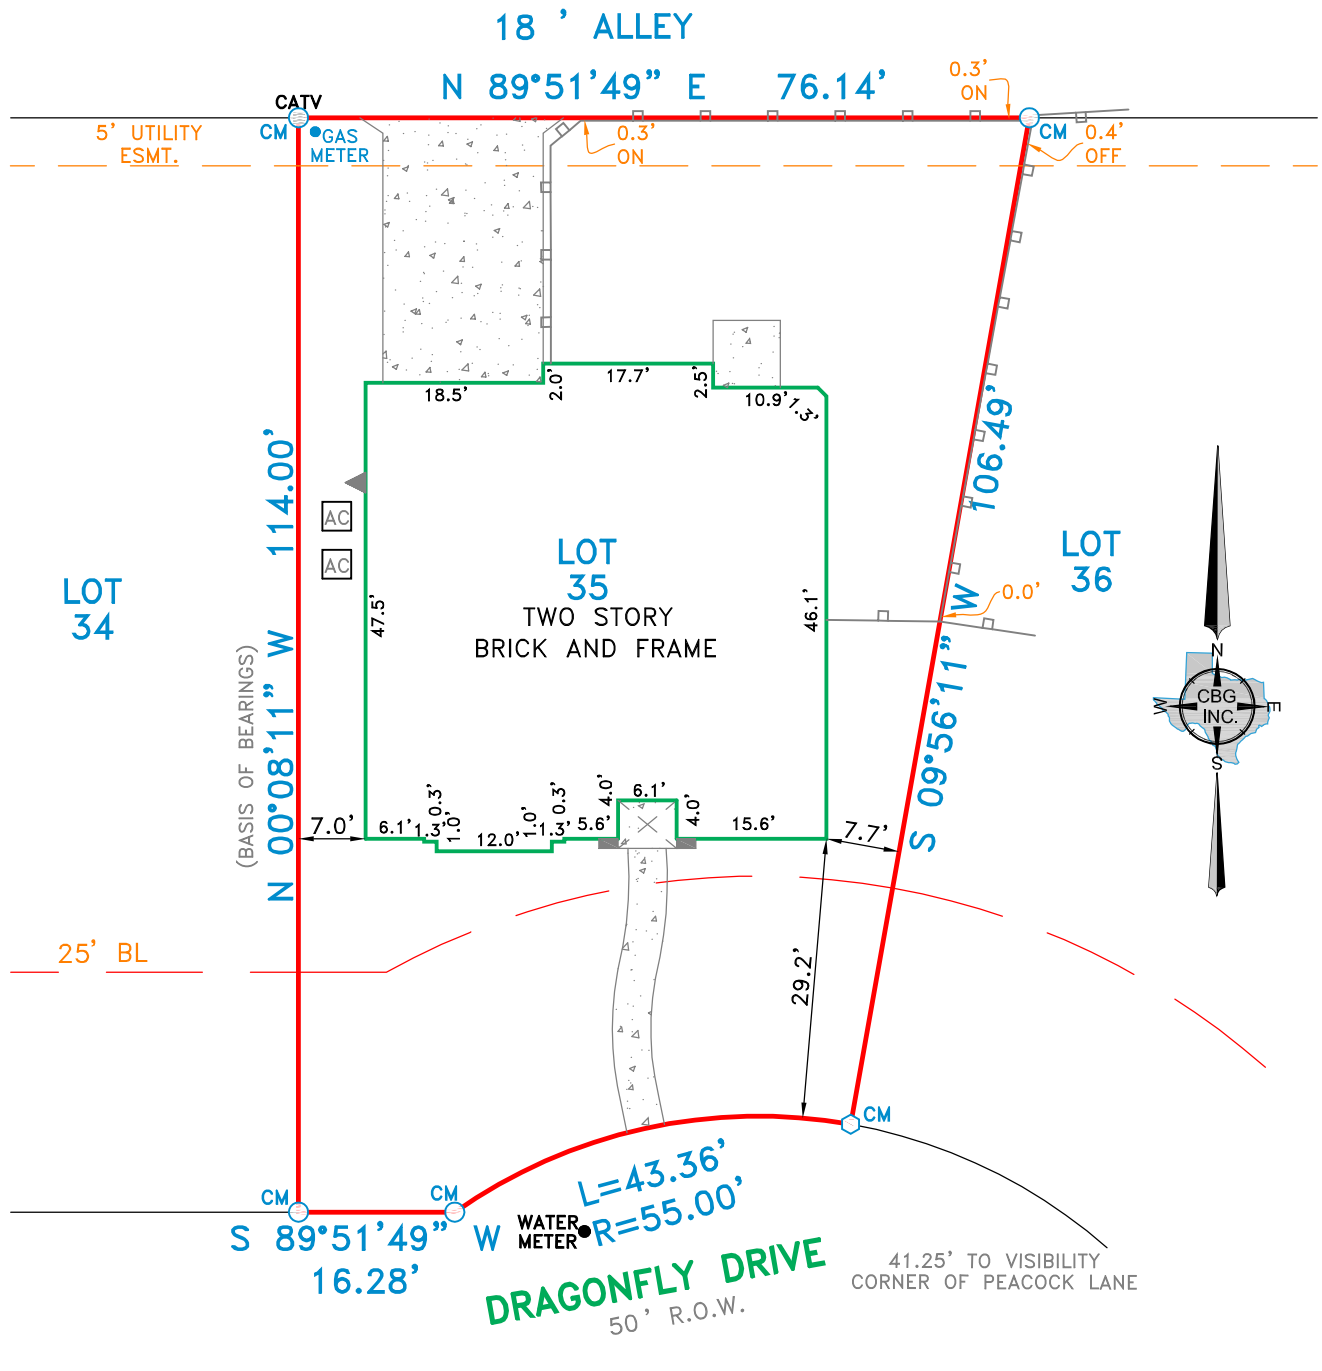 18 ' ALLEY
N 89°51'49" E 76.14'
0.3'
ON
CATV
CM
GAS
METER
5' UTILITY
ESMT.
0.3'
ON
CM
0.4'
OFF
18.5'
2.0'
17.7'
2.5'
10.9'
1.3'
N 00°08'11" W 114.00'
(BASIS OF BEARINGS)
S 09°56'11" W 106.49'
AC
AC
LOT
34
LOT
35
TWO STORY
BRICK AND FRAME
LOT
36
47.5'
46.1'
0.0'
N
W
E
S
CBG
INC.
7.0'
6.1'
1.3'
0.3'
1.0'
12.0'
1.0'
1.3'
0.3'
5.6'
4.0'
6.1'
4.0'
15.6'
7.7'
29.2'
25' BL
CM
CM
CM
S 89°51'49" W
16.28'
L=43.36'
R=55.00'
WATER
METER
DRAGONFLY DRIVE
50' R.O.W.
41.25' TO VISIBILITY
CORNER OF PEACOCK LANE